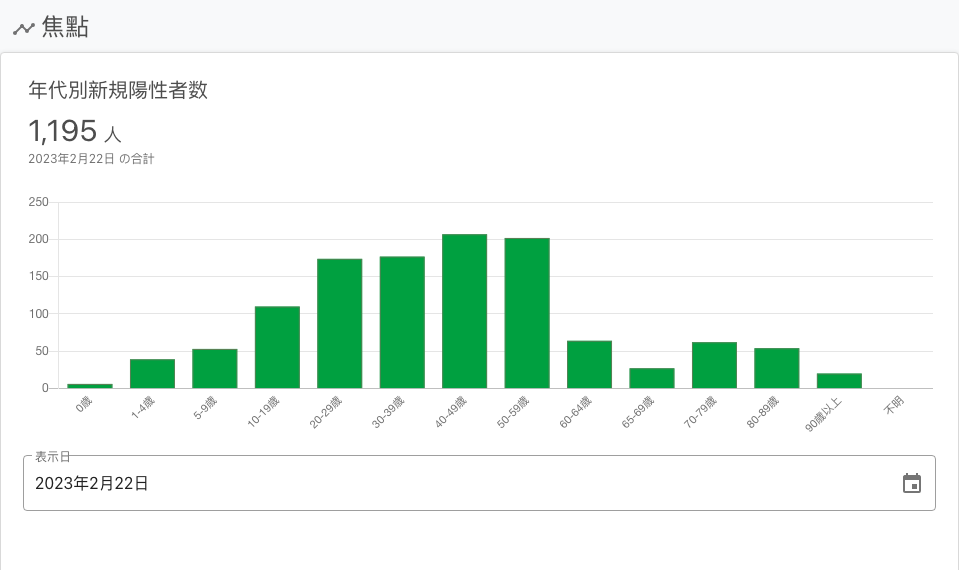 焦點
年代別新規陽性者数
1,195 人
2023年2月22日 の合計
250
200
150
100
50
0
0歳
1-4歳
5-9歳
10-19歳
20-29歳
30-39歳
40-49歳
50-59歳
60-64歳
65-69歳
70-79歳
80-89歳
90歳以上
不明
表示日
2023年2月22日